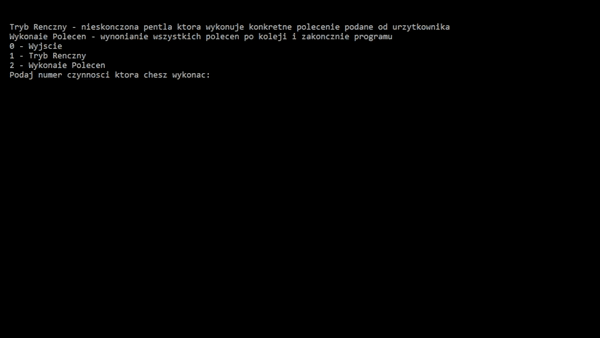 Tryb Renczny - nieskonczona pentla ktora wykonuje konkretne polecenie podane od urzytkownika
Wykonaie Polecen - wynonianie wszystkich polecen po koleji i zakoncznie programu
0 - Wyjscie
1 - Tryb Renczny
2 - Wykonaie Polecen
Podaj numer czynnosci ktora chesz wykonac: